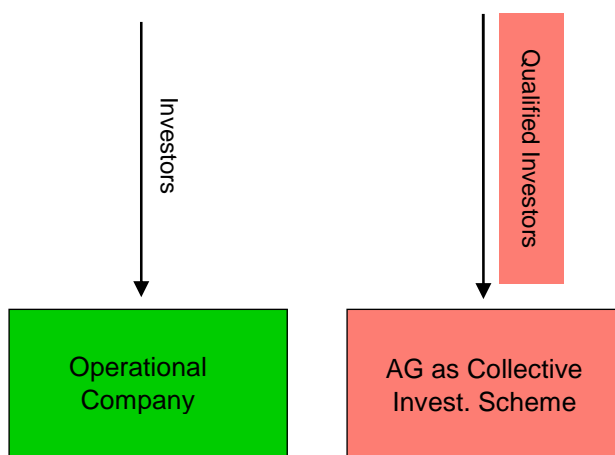 Investors
Qualified Investors
Operational
Company
AG as Collective
Invest. Scheme